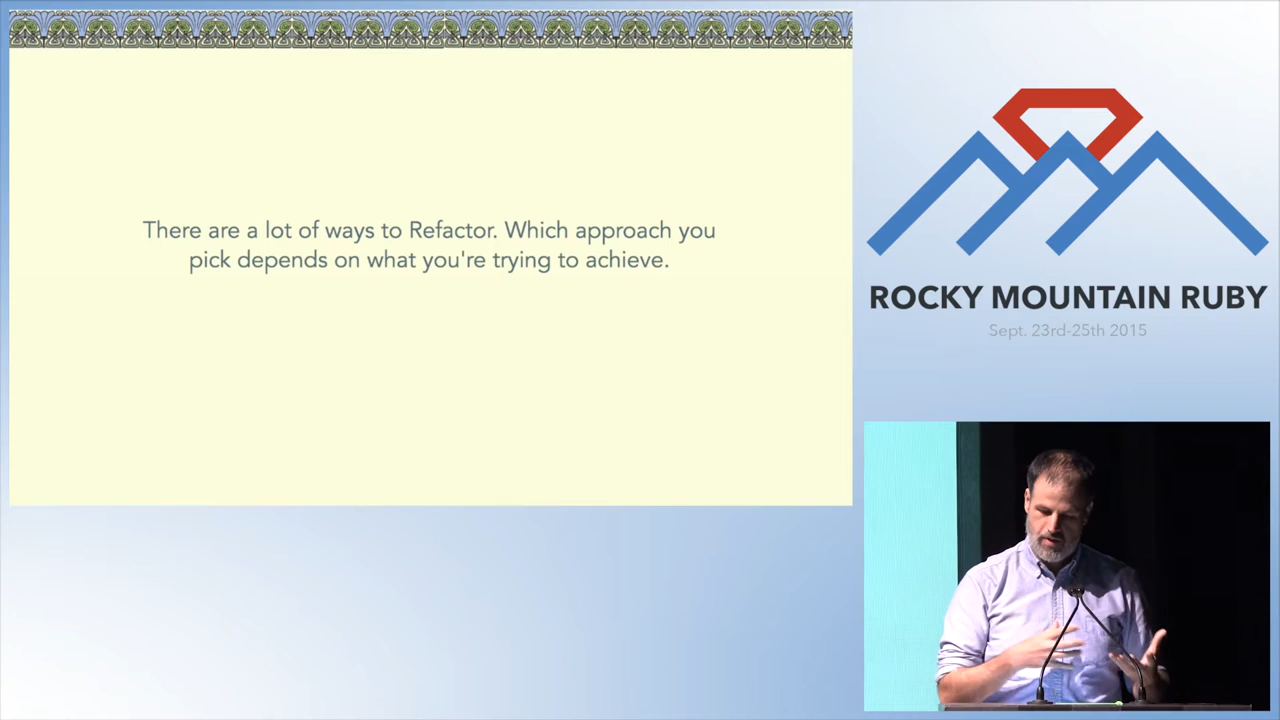 There are a lot of ways to Refactor. Which approach you
pick depends on what you're trying to achieve.
ROCKY MOUNTAIN RUBY
Sept. 23rd-25th 2015